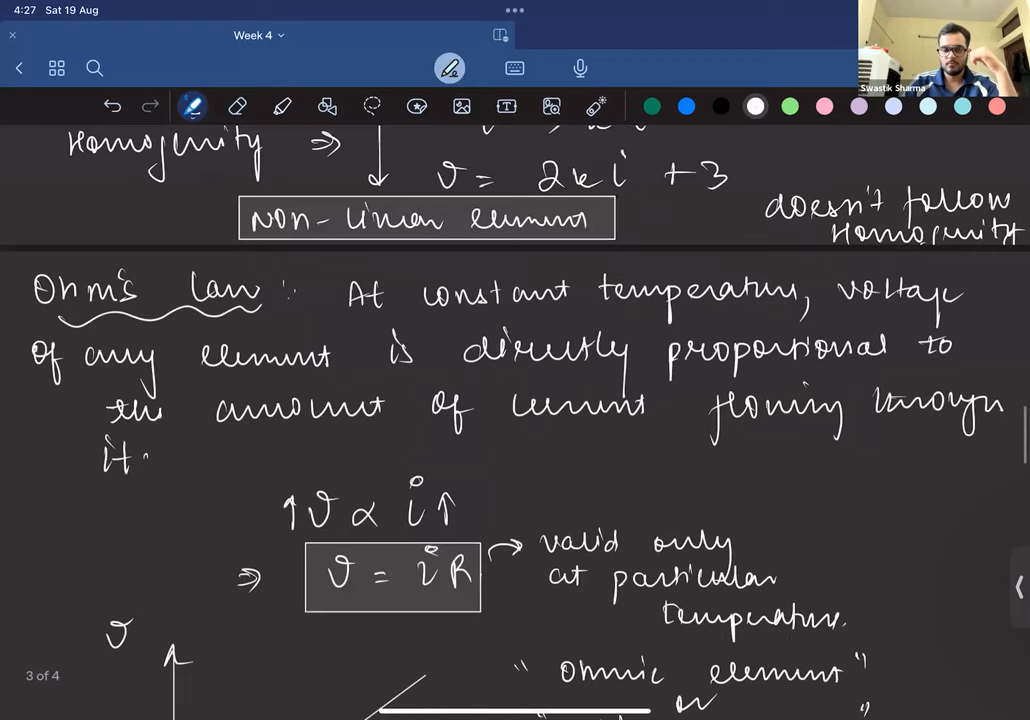 4:27 Sat 19 Aug
Week 4
Swastik Sharma
Homogenity ⇒
v = 2k i + 3
Non-linear element
doesn't follow
Homogenity
Ohm's law :
At constant temperature, voltage
of any element is directly proportional to
the amount of current flowing through
it.
↑v ∝ i↑
⇒ v = iR
valid only
at particular
temperature.
v
3 of 4
" Ohmic element "
or